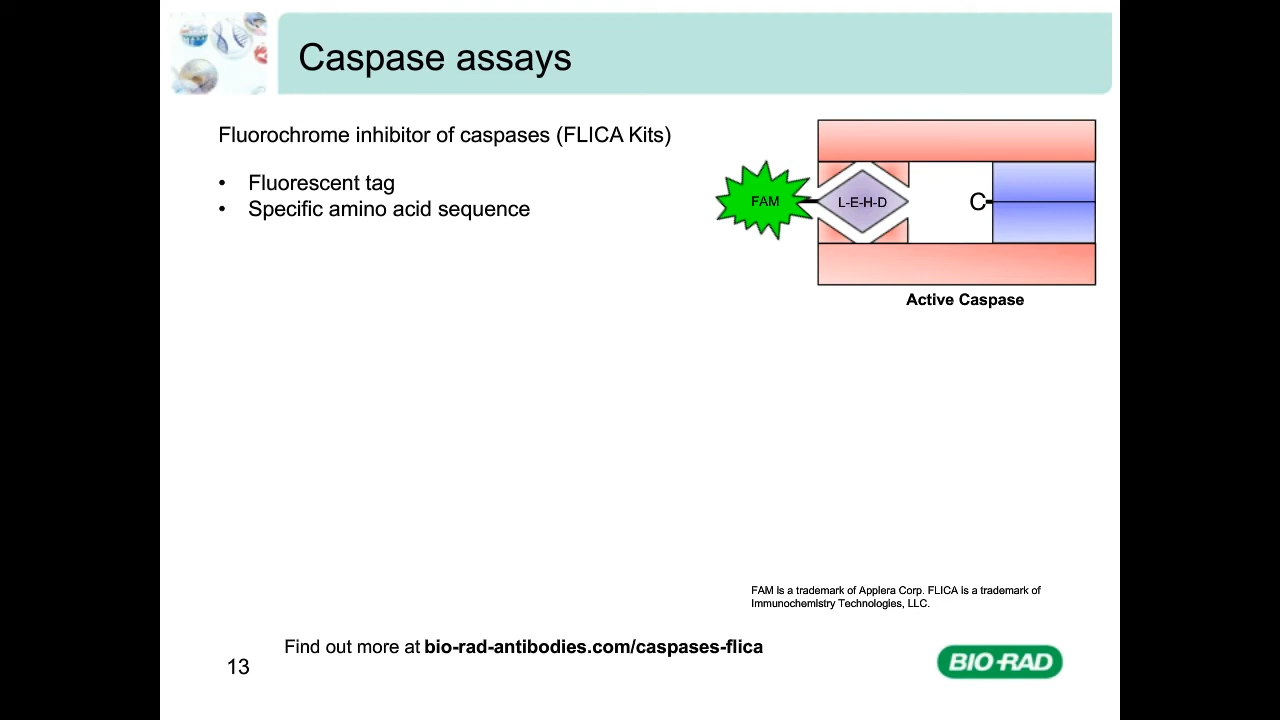 Caspase assays
Fluorochrome inhibitor of caspases (FLICA Kits)
• Fluorescent tag
• Specific amino acid sequence
FAM
L-E-H-D
C
Active Caspase
FAM is a trademark of Applera Corp. FLICA is a trademark of
Immunochemistry Technologies, LLC.
Find out more at bio-rad-antibodies.com/caspases-flica
13
BIO-RAD